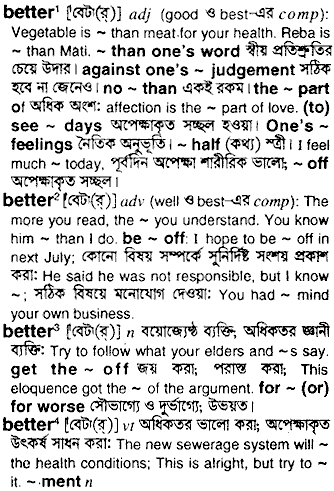 better¹ [বেটা(র্)] adj (good ও best-এর comp):
Vegetable is ~ than meat for your health. Reba is
~ than Mati. ~ than one's word স্বীয় প্রতিশ্রুতির
চেয়ে উদার। against one's ~ judgement সঠিক
হবে না জেনেও। no ~ than একই রকম। the ~ part
of অধিক অংশ: affection is the ~ part of love. (to)
see ~ days অপেক্ষাকৃত সচ্ছল হওয়া। One's ~
feelings নৈতিক অনুভূতি। ~ half (কথ্য) স্ত্রী। I feel
much ~ today, পূর্বদিন অপেক্ষা শারীরিক ভালো; ~ off
অপেক্ষাকৃত সচ্ছল।
better² [বেটা(র্)] adv (well ও best-এর comp): The
more you read, the ~ you understand. You know
him ~ than I do. be ~ off: I hope to be ~ off in
next July; কোনো বিষয় সম্পর্কে সুনির্দিষ্ট সংশয় প্রকাশ
করা: He said he was not responsible, but I know
~; সঠিক বিষয়ে মনোযোগ দেওয়া: You had ~ mind
your own business.
better³ [বেটা(র্)] n বয়োজ্যেষ্ঠ ব্যক্তি; অধিকতর জ্ঞানী
ব্যক্তি: Try to follow what your elders and ~s say.
get the ~ off জয় করা; পরাস্ত করা; This
eloquence got the ~ of the argument. for ~ (or)
for worse সৌভাগ্যে ও দুর্ভাগ্যে; উভয়ত।
better⁴ [বেটা(র্)] vt অধিকতর ভালো করা; অপেক্ষাকৃত
উৎকর্ষ সাধন করা: The new sewerage system will ~
the health conditions; This is alright, but try to ~
it. ~·ment n